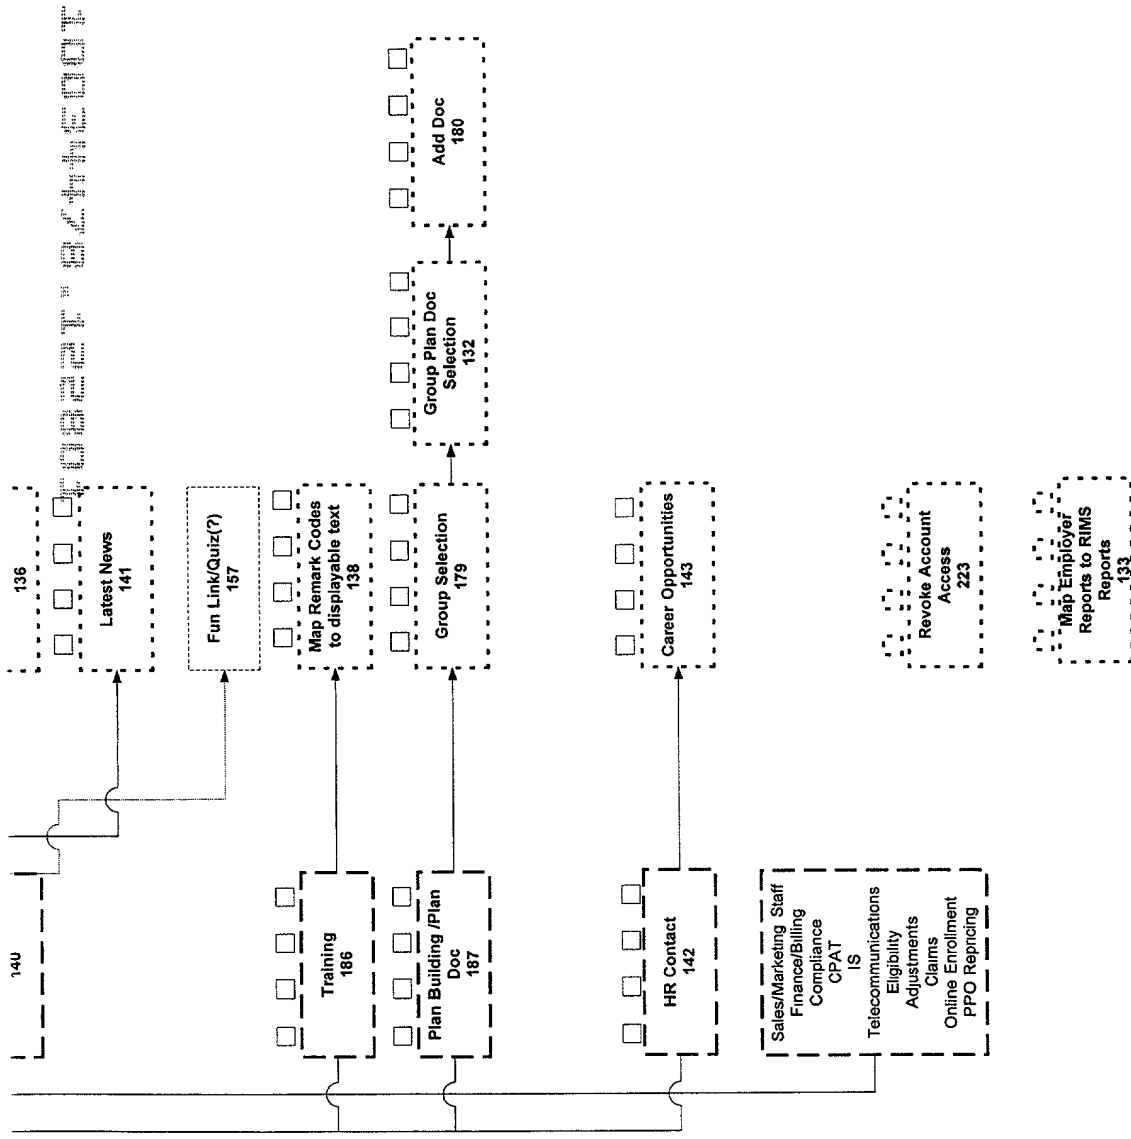 136
Latest News
141
Fun Link/Quiz(?)
157
Map Remark Codes
to displayable text
138
Group Selection
179
Group Plan Doc
Selection
132
Add Doc
180
Career Opportunities
143
Revoke Account
Access
223
Map Employer
Reports to RIMS
Reports
133
140
Training
186
Plan Building /Plan
Doc
187
HR Contact
142
Sales/Marketing Staff
Finance/Billing
Compliance
CPAT
IS
Telecommunications
Eligibility
Adjustments
Claims
Online Enrollment
PPO Repricing